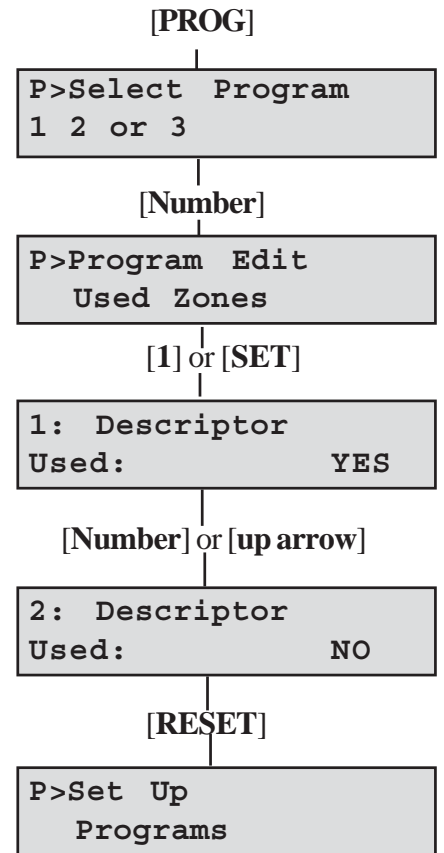 [PROG]
P>Select Program
1 2 or 3
[Number]
P>Program Edit
Used Zones
[1] or [SET]
1: Descriptor
Used: YES
[Number] or [up arrow]
2: Descriptor
Used: NO
[RESET]
P>Set Up
Programs